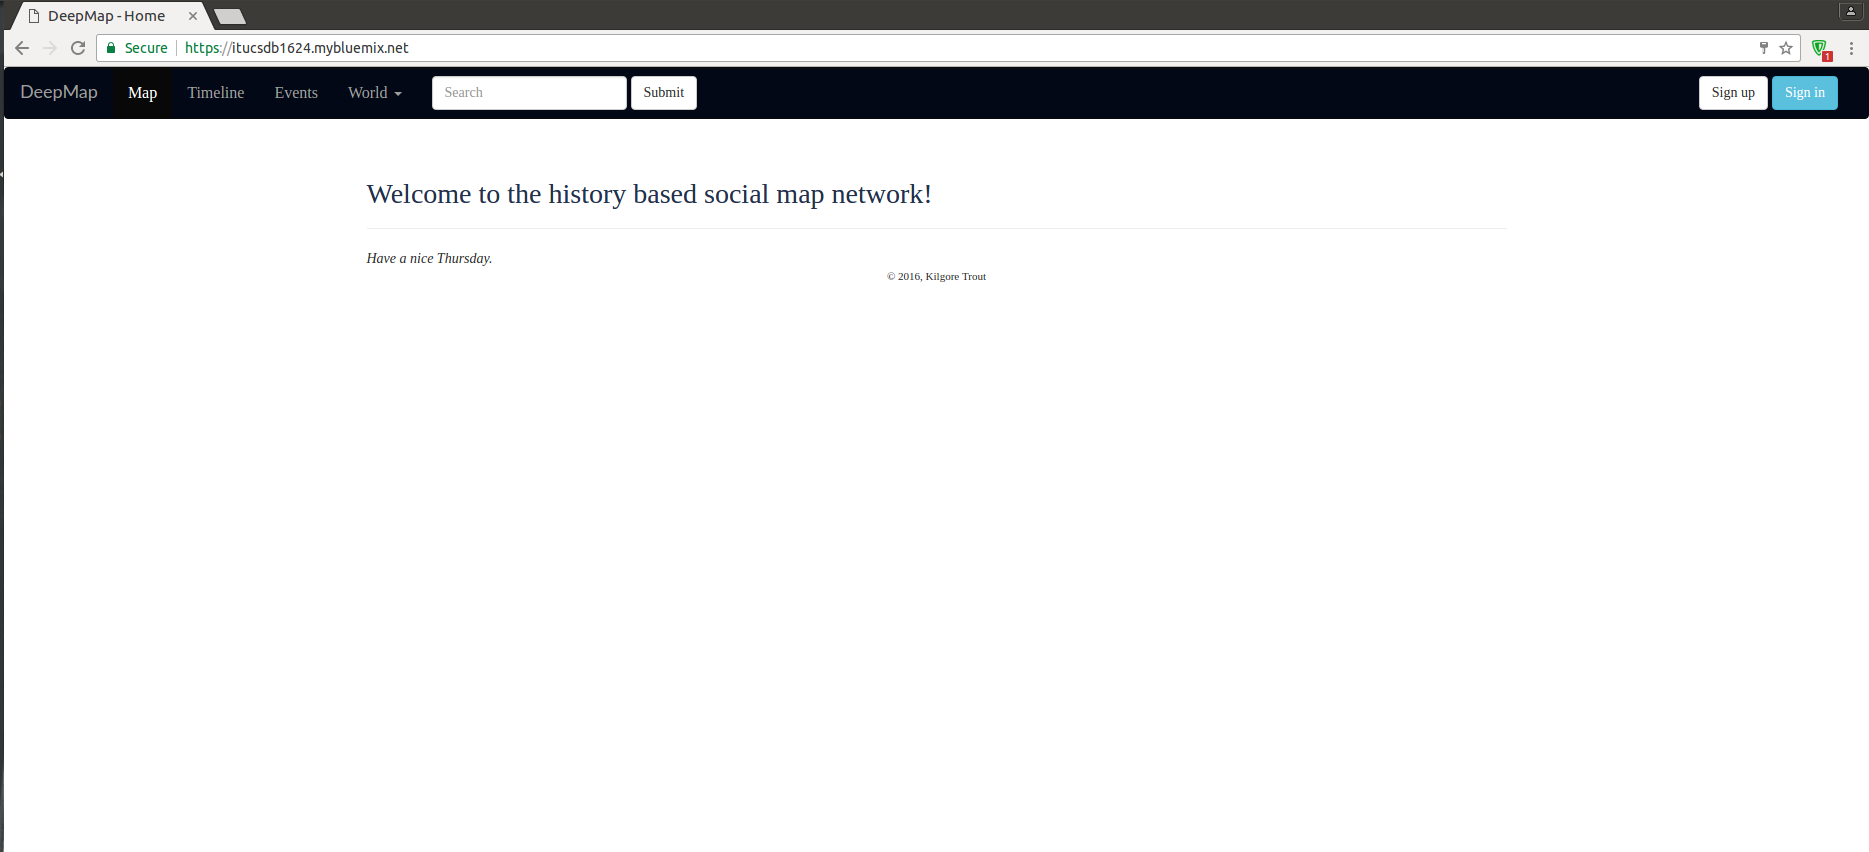 DeepMap - Home
Secure https://itucsdb1624.mybluemix.net
1
DeepMap Map Timeline Events World Search Submit Sign up Sign in
Welcome to the history based social map network!
Have a nice Thursday.
© 2016, Kilgore Trout